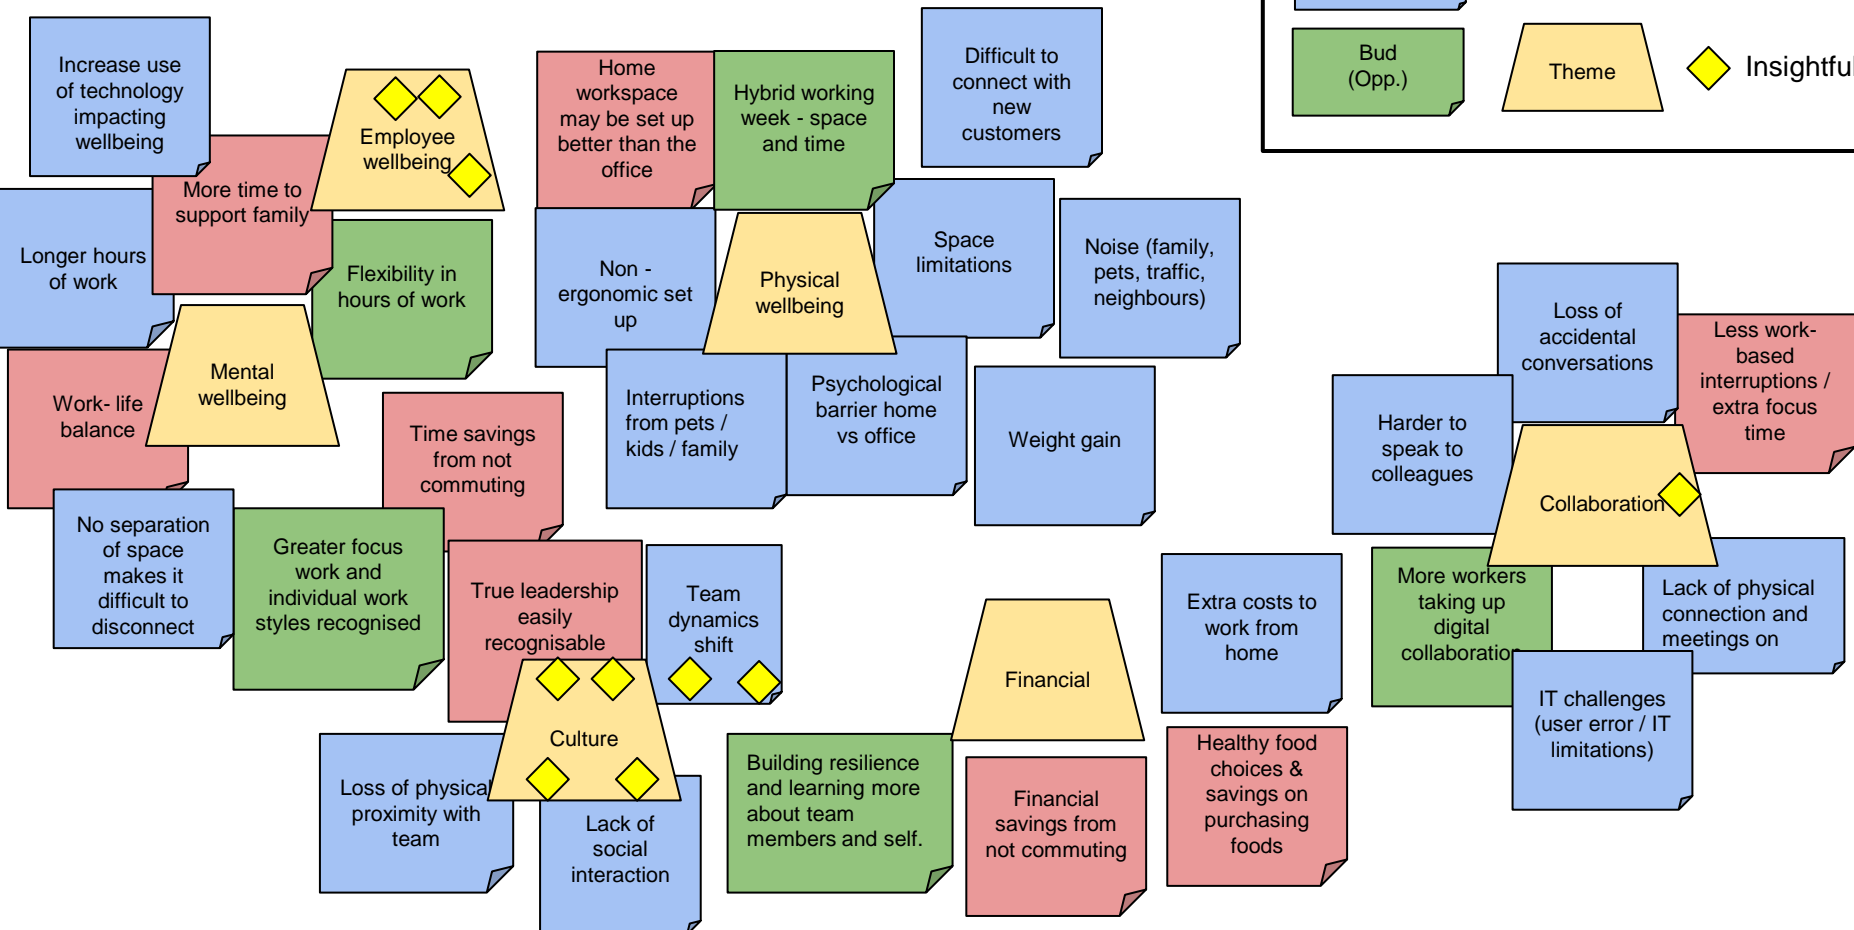 Increase use
of technology
impacting
wellbeing
More time to
support family
Employee
wellbeing
Longer hours
of work
Flexibility in
hours of work
Mental
wellbeing
Work- life
balance
Time savings
from not
commuting
No separation
of space
makes it
difficult to
disconnect
Greater focus
work and
individual work
styles recognised
True leadership
easily
recognisable
Team
dynamics
shift
Culture
Loss of physical
proximity with
team
Lack of
social
interaction
Home
workspace
may be set up
better than the
office
Hybrid working
week - space
and time
Difficult to
connect with
new
customers
Non -
ergonomic set
up
Physical
wellbeing
Space
limitations
Noise (family,
pets, traffic,
neighbours)
Interruptions
from pets /
kids / family
Psychological
barrier home
vs office
Weight gain
Financial
Extra costs to
work from
home
Building resilience
and learning more
about team
members and self.
Financial
savings from
not commuting
Healthy food
choices &
savings on
purchasing
foods
Bud
(Opp.)
Theme
Insightful
Loss of
accidental
conversations
Less work-
based
interruptions /
extra focus
time
Harder to
speak to
colleagues
Collaboration
More workers
taking up
digital
collaboration
Lack of physical
connection and
meetings on
IT challenges
(user error / IT
limitations)